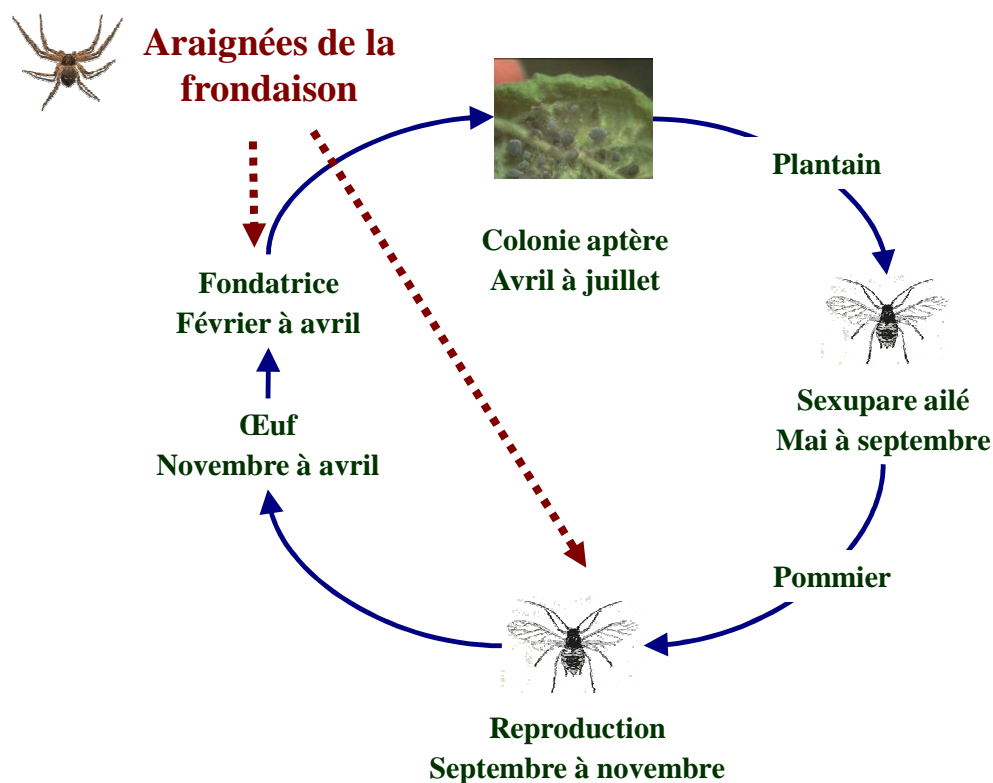 Araignées de la
frondaison
Plantain
Colonie aptère
Avril à juillet
Fondatrice
Février à avril
Sexupare ailé
Mai à septembre
Œuf
Novembre à avril
Pommier
Reproduction
Septembre à novembre